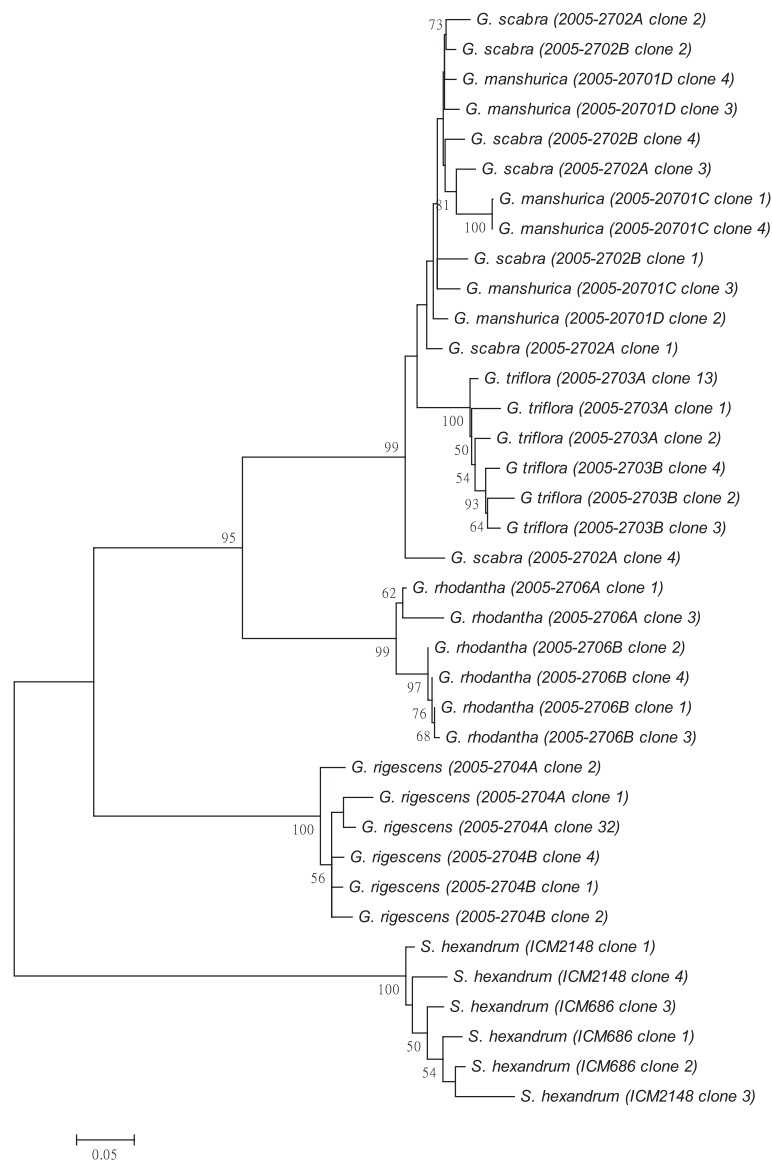 73
G. scabra (2005-2702A clone 2)
G. scabra (2005-2702B clone 2)
G. manshurica (2005-20701D clone 4)
G. manshurica (2005-20701D clone 3)
G. scabra (2005-2702B clone 4)
G. scabra (2005-2702A clone 3)
81
G. manshurica (2005-20701C clone 1)
100
G. manshurica (2005-20701C clone 4)
G. scabra (2005-2702B clone 1)
G. manshurica (2005-20701C clone 3)
G. manshurica (2005-20701D clone 2)
G. scabra (2005-2702A clone 1)
G. triflora (2005-2703A clone 13)
G. triflora (2005-2703A clone 1)
100
G. triflora (2005-2703A clone 2)
50
G triflora (2005-2703B clone 4)
54
G triflora (2005-2703B clone 2)
93
G triflora (2005-2703B clone 3)
64
99
G. scabra (2005-2702A clone 4)
95
G. rhodantha (2005-2706A clone 1)
62
G. rhodantha (2005-2706A clone 3)
99
G. rhodantha (2005-2706B clone 2)
G. rhodantha (2005-2706B clone 4)
97
G. rhodantha (2005-2706B clone 1)
76
G. rhodantha (2005-2706B clone 3)
68
G. rigescens (2005-2704A clone 2)
G. rigescens (2005-2704A clone 1)
100
G. rigescens (2005-2704A clone 32)
G. rigescens (2005-2704B clone 4)
56
G. rigescens (2005-2704B clone 1)
G. rigescens (2005-2704B clone 2)
S. hexandrum (ICM2148 clone 1)
S. hexandrum (ICM2148 clone 4)
100
S. hexandrum (ICM686 clone 3)
S. hexandrum (ICM686 clone 1)
50
S. hexandrum (ICM686 clone 2)
54
S. hexandrum (ICM2148 clone 3)
0.05